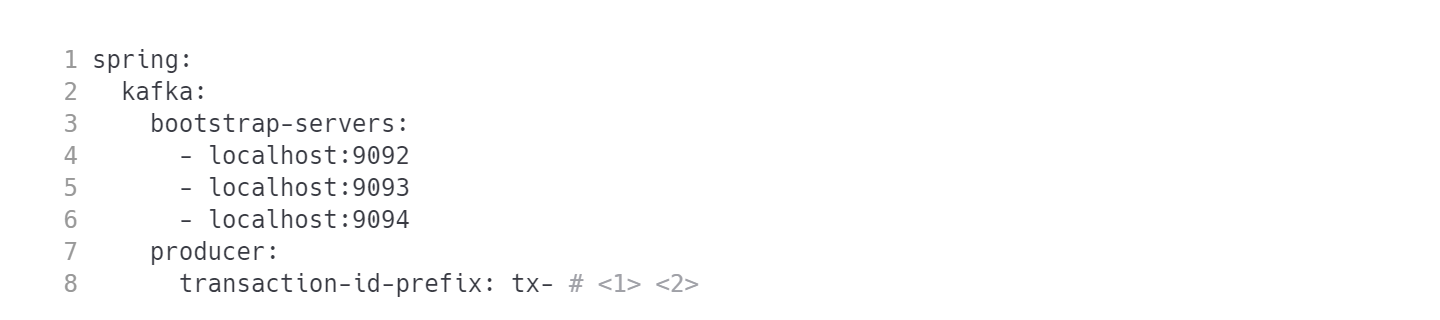 1 spring:
2   kafka:
3     bootstrap-servers:
4       - localhost:9092
5       - localhost:9093
6       - localhost:9094
7     producer:
8       transaction-id-prefix: tx- # <1> <2>